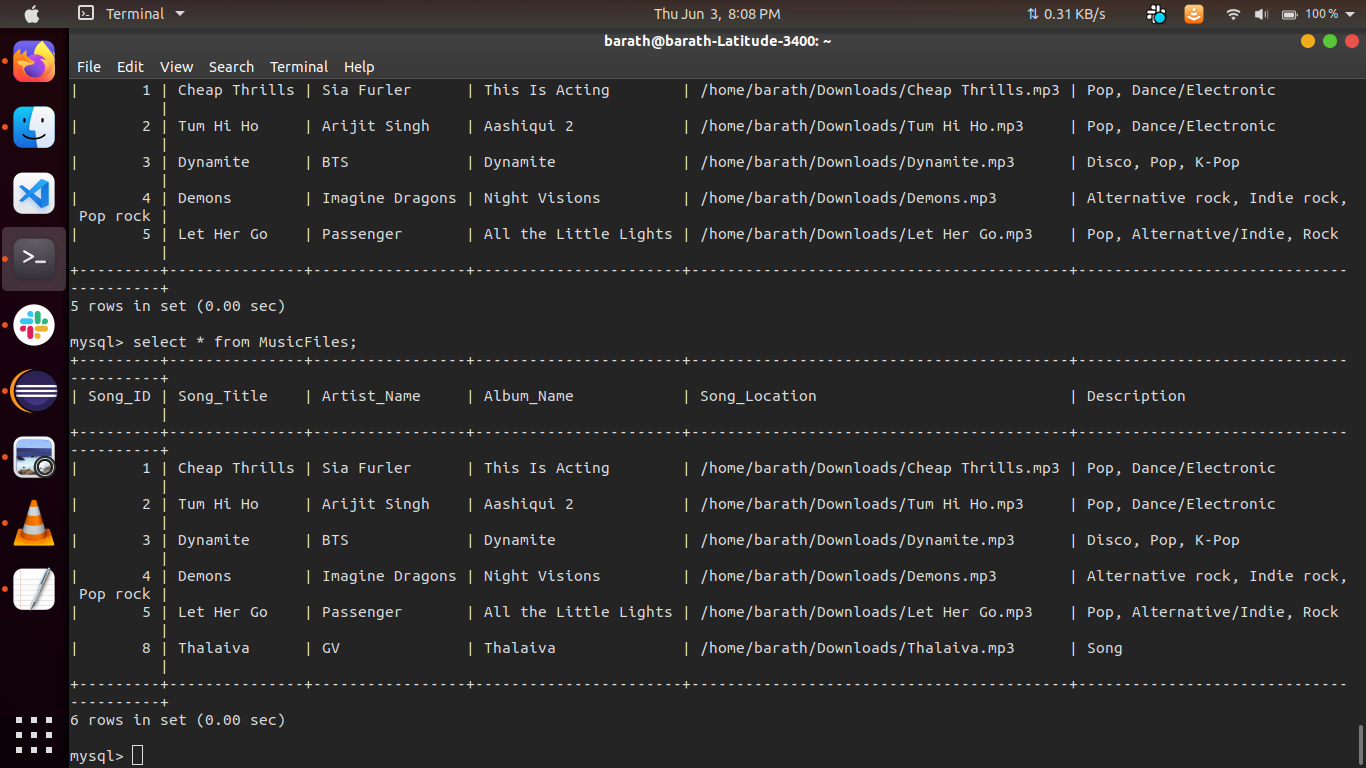 Terminal Thu Jun 3, 8:08 PM 0.31 KB/s 100 %
barath@barath-Latitude-3400: ~
File Edit View Search Terminal Help
|       1 | Cheap Thrills | Sia Furler      | This Is Acting        | /home/barath/Downloads/Cheap Thrills.mp3 | Pop, Dance/Electronic
          |
|       2 | Tum Hi Ho     | Arijit Singh    | Aashiqui 2            | /home/barath/Downloads/Tum Hi Ho.mp3     | Pop, Dance/Electronic
          |
|       3 | Dynamite      | BTS             | Dynamite              | /home/barath/Downloads/Dynamite.mp3      | Disco, Pop, K-Pop
          |
|       4 | Demons        | Imagine Dragons | Night Visions         | /home/barath/Downloads/Demons.mp3        | Alternative rock, Indie rock,
 Pop rock |
|       5 | Let Her Go    | Passenger       | All the Little Lights | /home/barath/Downloads/Let Her Go.mp3    | Pop, Alternative/Indie, Rock
          |
+---------+---------------+-----------------+-----------------------+------------------------------------------+------------------------------
----------+
5 rows in set (0.00 sec)
mysql> select * from MusicFiles;
+---------+---------------+-----------------+-----------------------+------------------------------------------+------------------------------
----------+
| Song_ID | Song_Title    | Artist_Name     | Album_Name            | Song_Location                            | Description
          |
+---------+---------------+-----------------+-----------------------+------------------------------------------+------------------------------
----------+
|       1 | Cheap Thrills | Sia Furler      | This Is Acting        | /home/barath/Downloads/Cheap Thrills.mp3 | Pop, Dance/Electronic
          |
|       2 | Tum Hi Ho     | Arijit Singh    | Aashiqui 2            | /home/barath/Downloads/Tum Hi Ho.mp3     | Pop, Dance/Electronic
          |
|       3 | Dynamite      | BTS             | Dynamite              | /home/barath/Downloads/Dynamite.mp3      | Disco, Pop, K-Pop
          |
|       4 | Demons        | Imagine Dragons | Night Visions         | /home/barath/Downloads/Demons.mp3        | Alternative rock, Indie rock,
 Pop rock |
|       5 | Let Her Go    | Passenger       | All the Little Lights | /home/barath/Downloads/Let Her Go.mp3    | Pop, Alternative/Indie, Rock
          |
|       8 | Thalaiva      | GV              | Thalaiva              | /home/barath/Downloads/Thalaiva.mp3      | Song
          |
+---------+---------------+-----------------+-----------------------+------------------------------------------+------------------------------
----------+
6 rows in set (0.00 sec)
mysql>